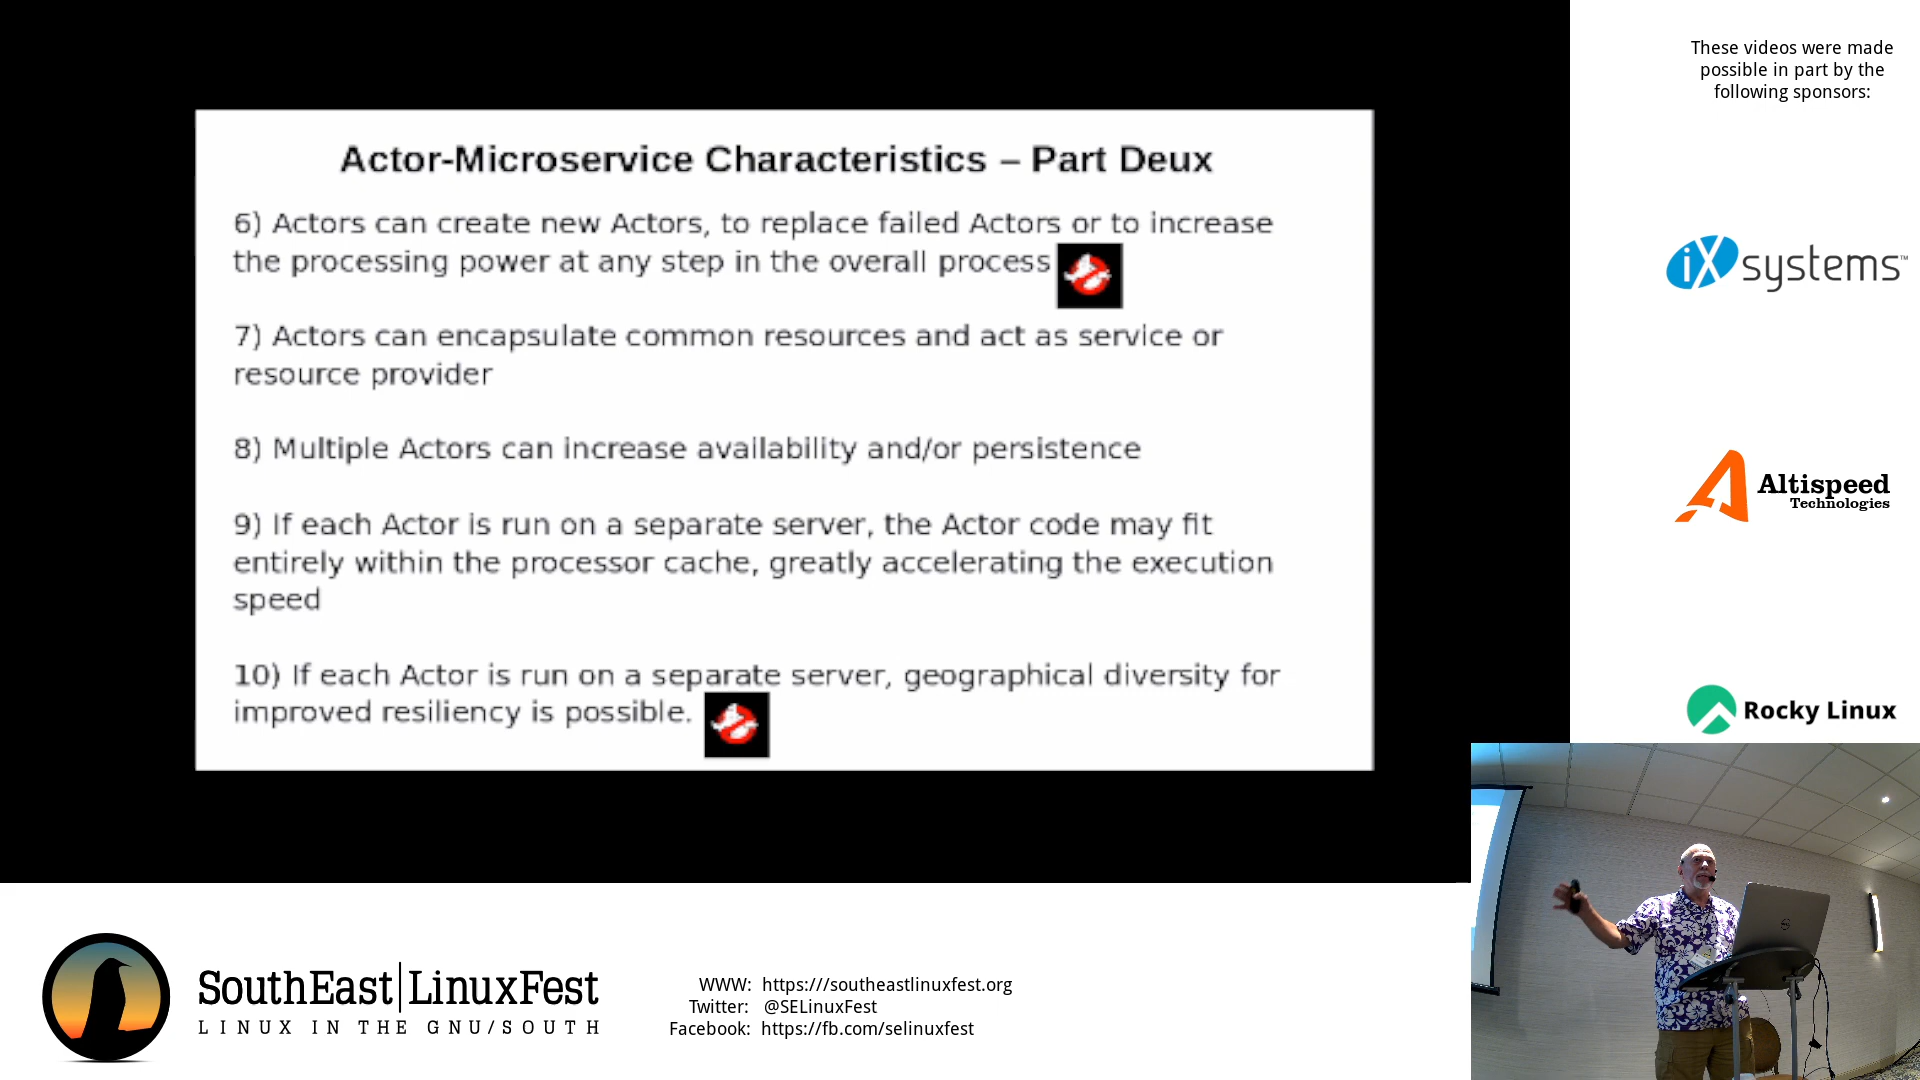 Actor-Microservice Characteristics – Part Deux
6) Actors can create new Actors, to replace failed Actors or to increase
the processing power at any step in the overall process
7) Actors can encapsulate common resources and act as service or
resource provider
8) Multiple Actors can increase availability and/or persistence
9) If each Actor is run on a separate server, the Actor code may fit
entirely within the processor cache, greatly accelerating the execution
speed
10) If each Actor is run on a separate server, geographical diversity for
improved resiliency is possible.
These videos were made
possible in part by the
following sponsors:
iXsystems™
Altispeed
Technologies
Rocky Linux
SouthEast|LinuxFest
LINUX IN THE GNU/SOUTH
WWW: https:///southeastlinuxfest.org
Twitter: @SELinuxFest
Facebook: https://fb.com/selinuxfest